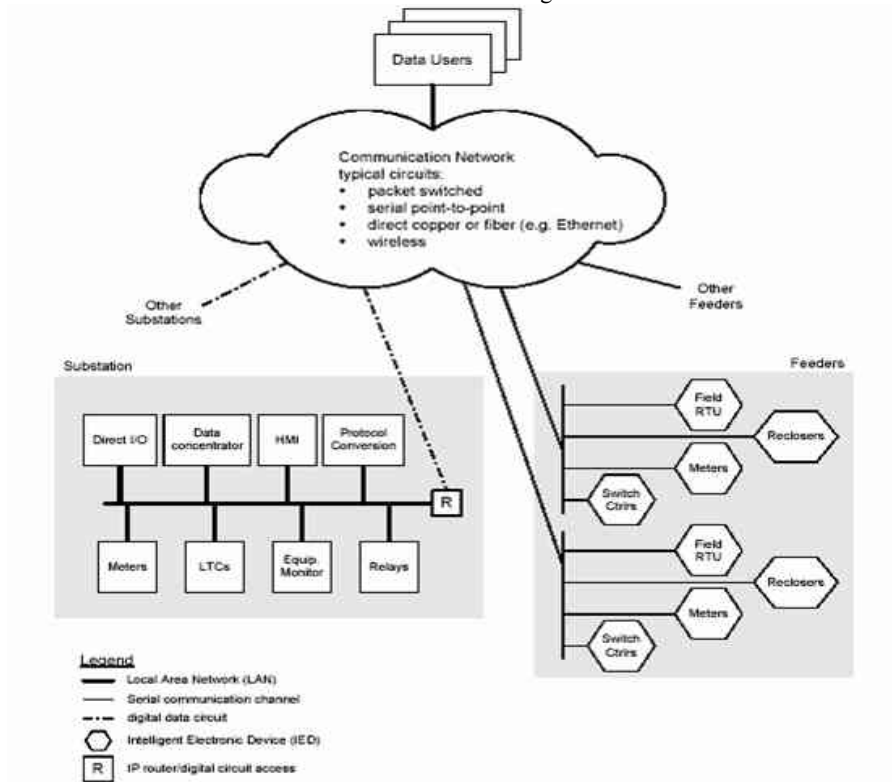 Data Users
Communication Network
typical circuits:
• packet switched
• serial point-to-point
• direct copper or fiber (e.g. Ethernet)
• wireless
Other
Substations
Other
Feeders
Substation
Feeders
Direct I/O
Data
concentrator
HMI
Protocol
Conversion
R
Meters
LTCs
Equip.
Monitor
Relays
Field
RTU
Reclosers
Meters
Switch
Ctrlrs
Field
RTU
Reclosers
Meters
Switch
Ctrlrs
Legend
Local Area Network (LAN)
Serial communication channel
digital data circuit
Intelligent Electronic Device (IED)
R IP router/digital circuit access